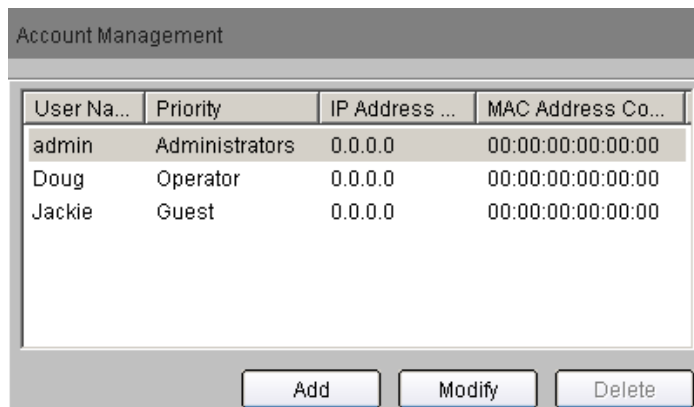 Account Management
User Na... Priority IP Address ... MAC Address Co...
admin Administrators 0.0.0.0 00:00:00:00:00:00
Doug Operator 0.0.0.0 00:00:00:00:00:00
Jackie Guest 0.0.0.0 00:00:00:00:00:00
Add Modify Delete